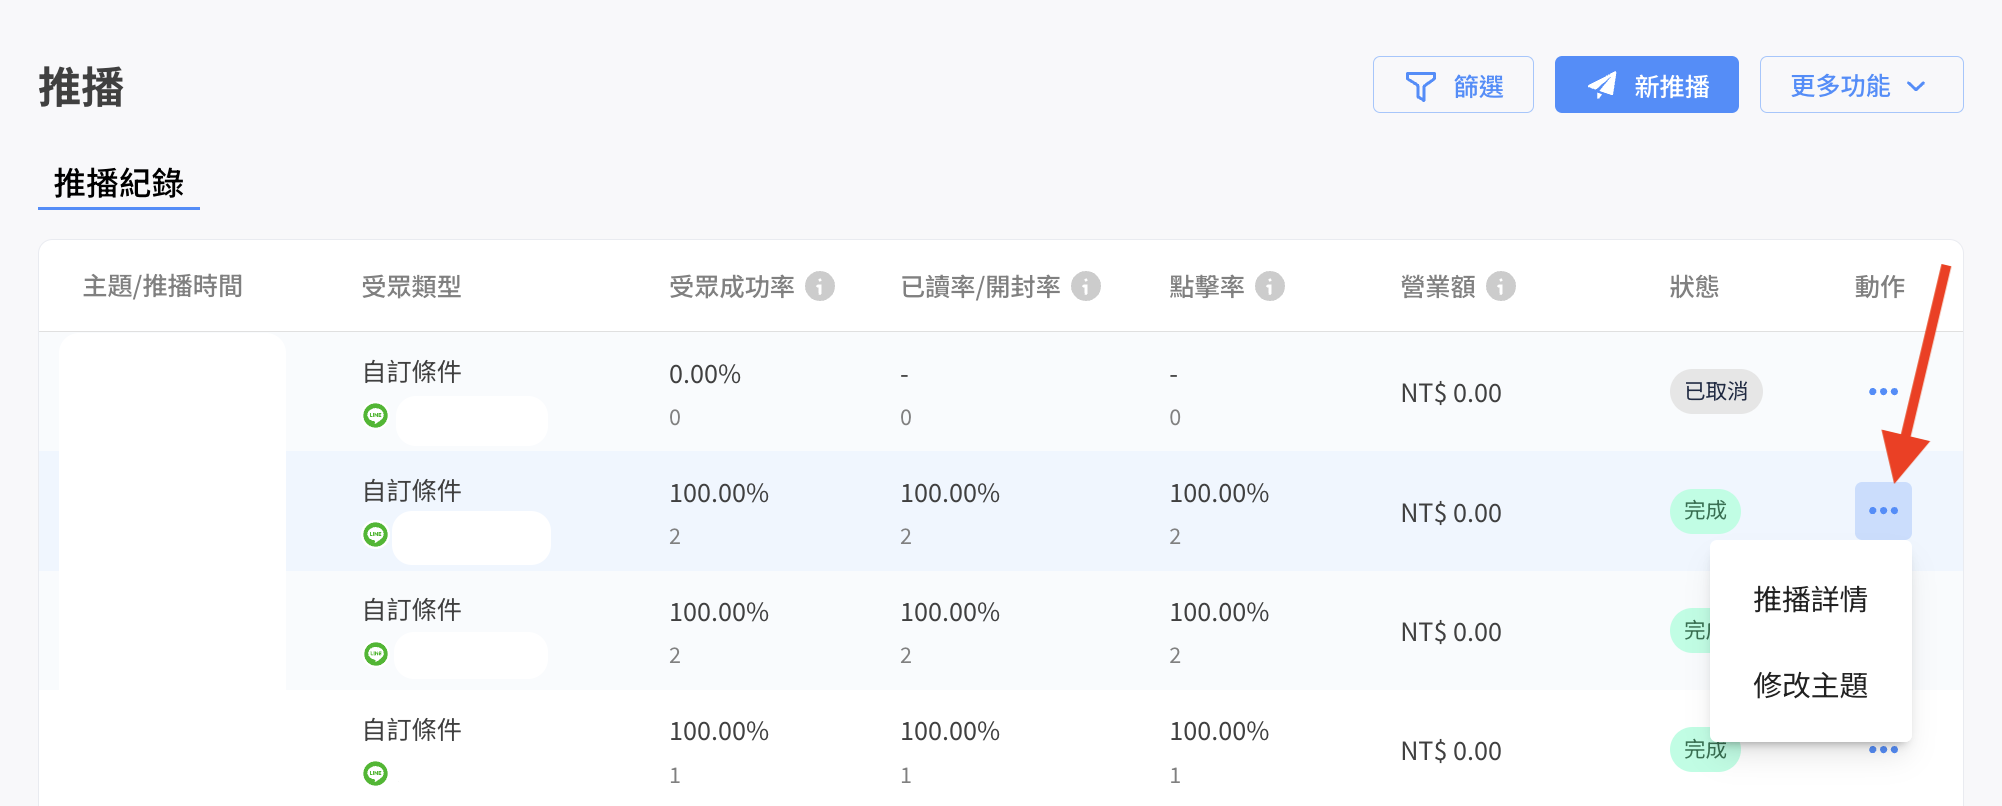 推播
篩選
新推播
更多功能
推播紀錄
主題/推播時間 受眾類型 受眾成功率 已讀率/開封率 點擊率 營業額 狀態 動作
自訂條件 0.00% - - NT$ 0.00 已取消
LINE 0 0 0
自訂條件 100.00% 100.00% 100.00% NT$ 0.00 完成
LINE 2 2 2
推播詳情
自訂條件 100.00% 100.00% 100.00% NT$ 0.00 完
LINE 2 2 2
修改主題
自訂條件 100.00% 100.00% 100.00% NT$ 0.00 完成
LINE 1 1 1